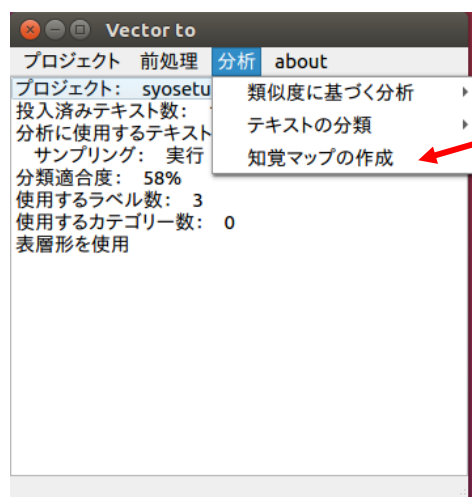 Vector to
プロジェクト 前処理 分析 about
プロジェクト: syosetu
投入済みテキスト数:
分析に使用するテキスト
サンプリング: 実行
分類適合度: 58%
使用するラベル数: 3
使用するカテゴリー数: 0
表層形を使用
類似度に基づく分析
テキストの分類
知覚マップの作成